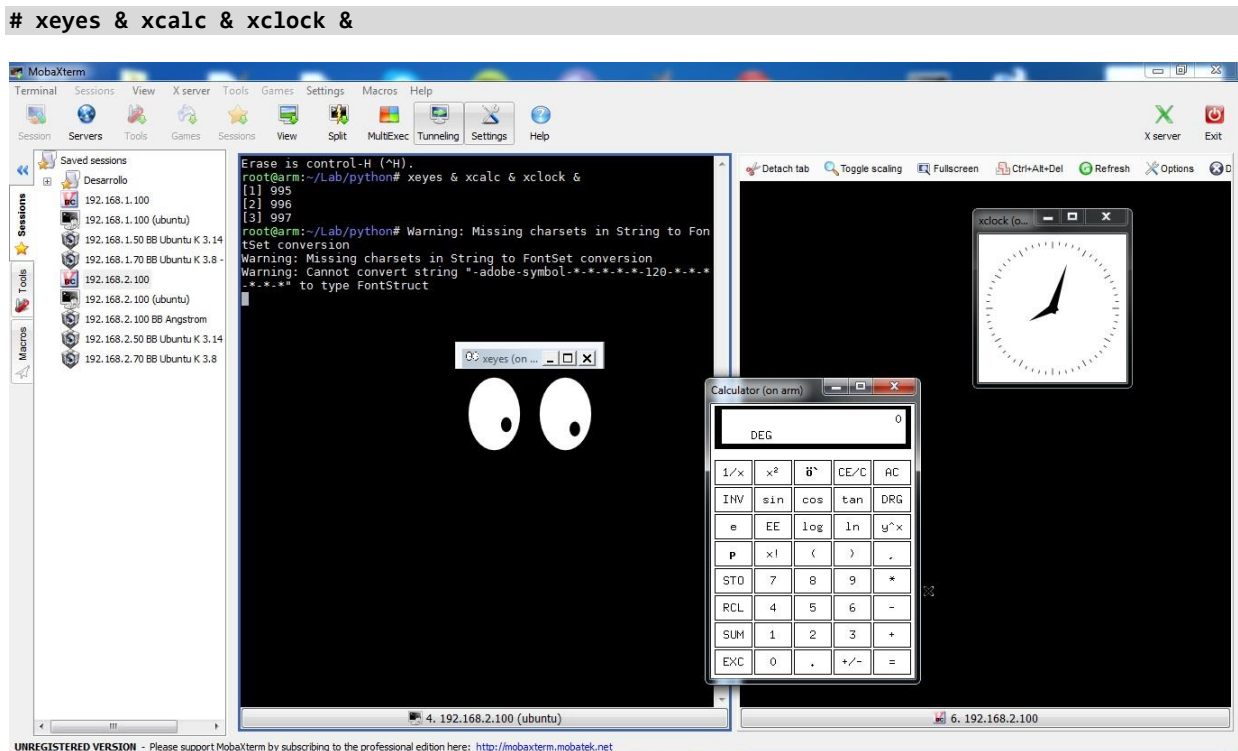 # xeyes & xcalc & xclock &
MobaXterm
Terminal Sessions View X server Tools Games Settings Macros Help
Session Servers Tools Games Sessions View Split MultiExec Tunneling Settings Help X server Exit
Sessions
Tools
Macros
Saved sessions
Desarrollo
192.168.1.100
192.168.1.100 (ubuntu)
192.168.1.50 BB Ubuntu K 3.14
192.168.1.70 BB Ubuntu K 3.8 -
192.168.2.100
192.168.2.100 (ubuntu)
192.168.2.100 BB Angstrom
192.168.2.50 BB Ubuntu K 3.14
192.168.2.70 BB Ubuntu K 3.8
Erase is control-H (^H).
root@arm:~/Lab/python# xeyes & xcalc & xclock &
[1] 995
[2] 996
[3] 997
root@arm:~/Lab/python# Warning: Missing charsets in String to Fon
tSet conversion
Warning: Missing charsets in String to FontSet conversion
Warning: Cannot convert string "-adobe-symbol-*-*-*-*-*-120-*-*-*
-*-*-*" to type FontStruct
xeyes (on ...
Detach tab Toggle scaling Fullscreen Ctrl+Alt+Del Refresh Options D
xclock (o...
Calculator (on arm)
0
DEG
1/x x² ö` CE/C AC
INV sin cos tan DRG
e EE log ln y^x
P x! ( ) ,
STO 7 8 9 *
RCL 4 5 6 -
SUM 1 2 3 +
EXC 0 . +/- =
4. 192.168.2.100 (ubuntu)
6. 192.168.2.100
UNREGISTERED VERSION - Please support MobaXterm by subscribing to the professional edition here: http://mobaxterm.mobatek.net